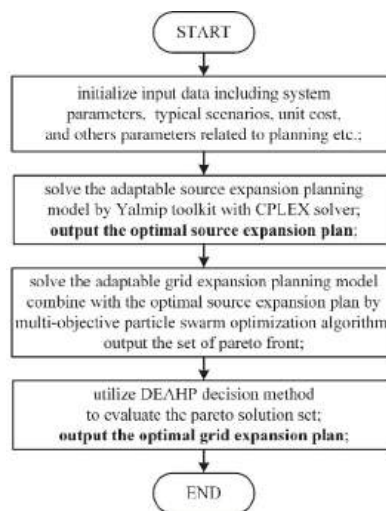 START
initialize input data including system
parameters, typical scenarios, unit cost,
and others parameters related to planning etc.;
solve the adaptable source expansion planning
model by Yalmip toolkit with CPLEX solver;
output the optimal source expansion plan;
solve the adaptable grid expansion planning model
combine with the optimal source expansion plan by
multi-objective particle swarm optimization algorithm
output the set of pareto front;
utilize DEAHP decision method
to evaluate the pareto solution set;
output the optimal grid expansion plan;
END